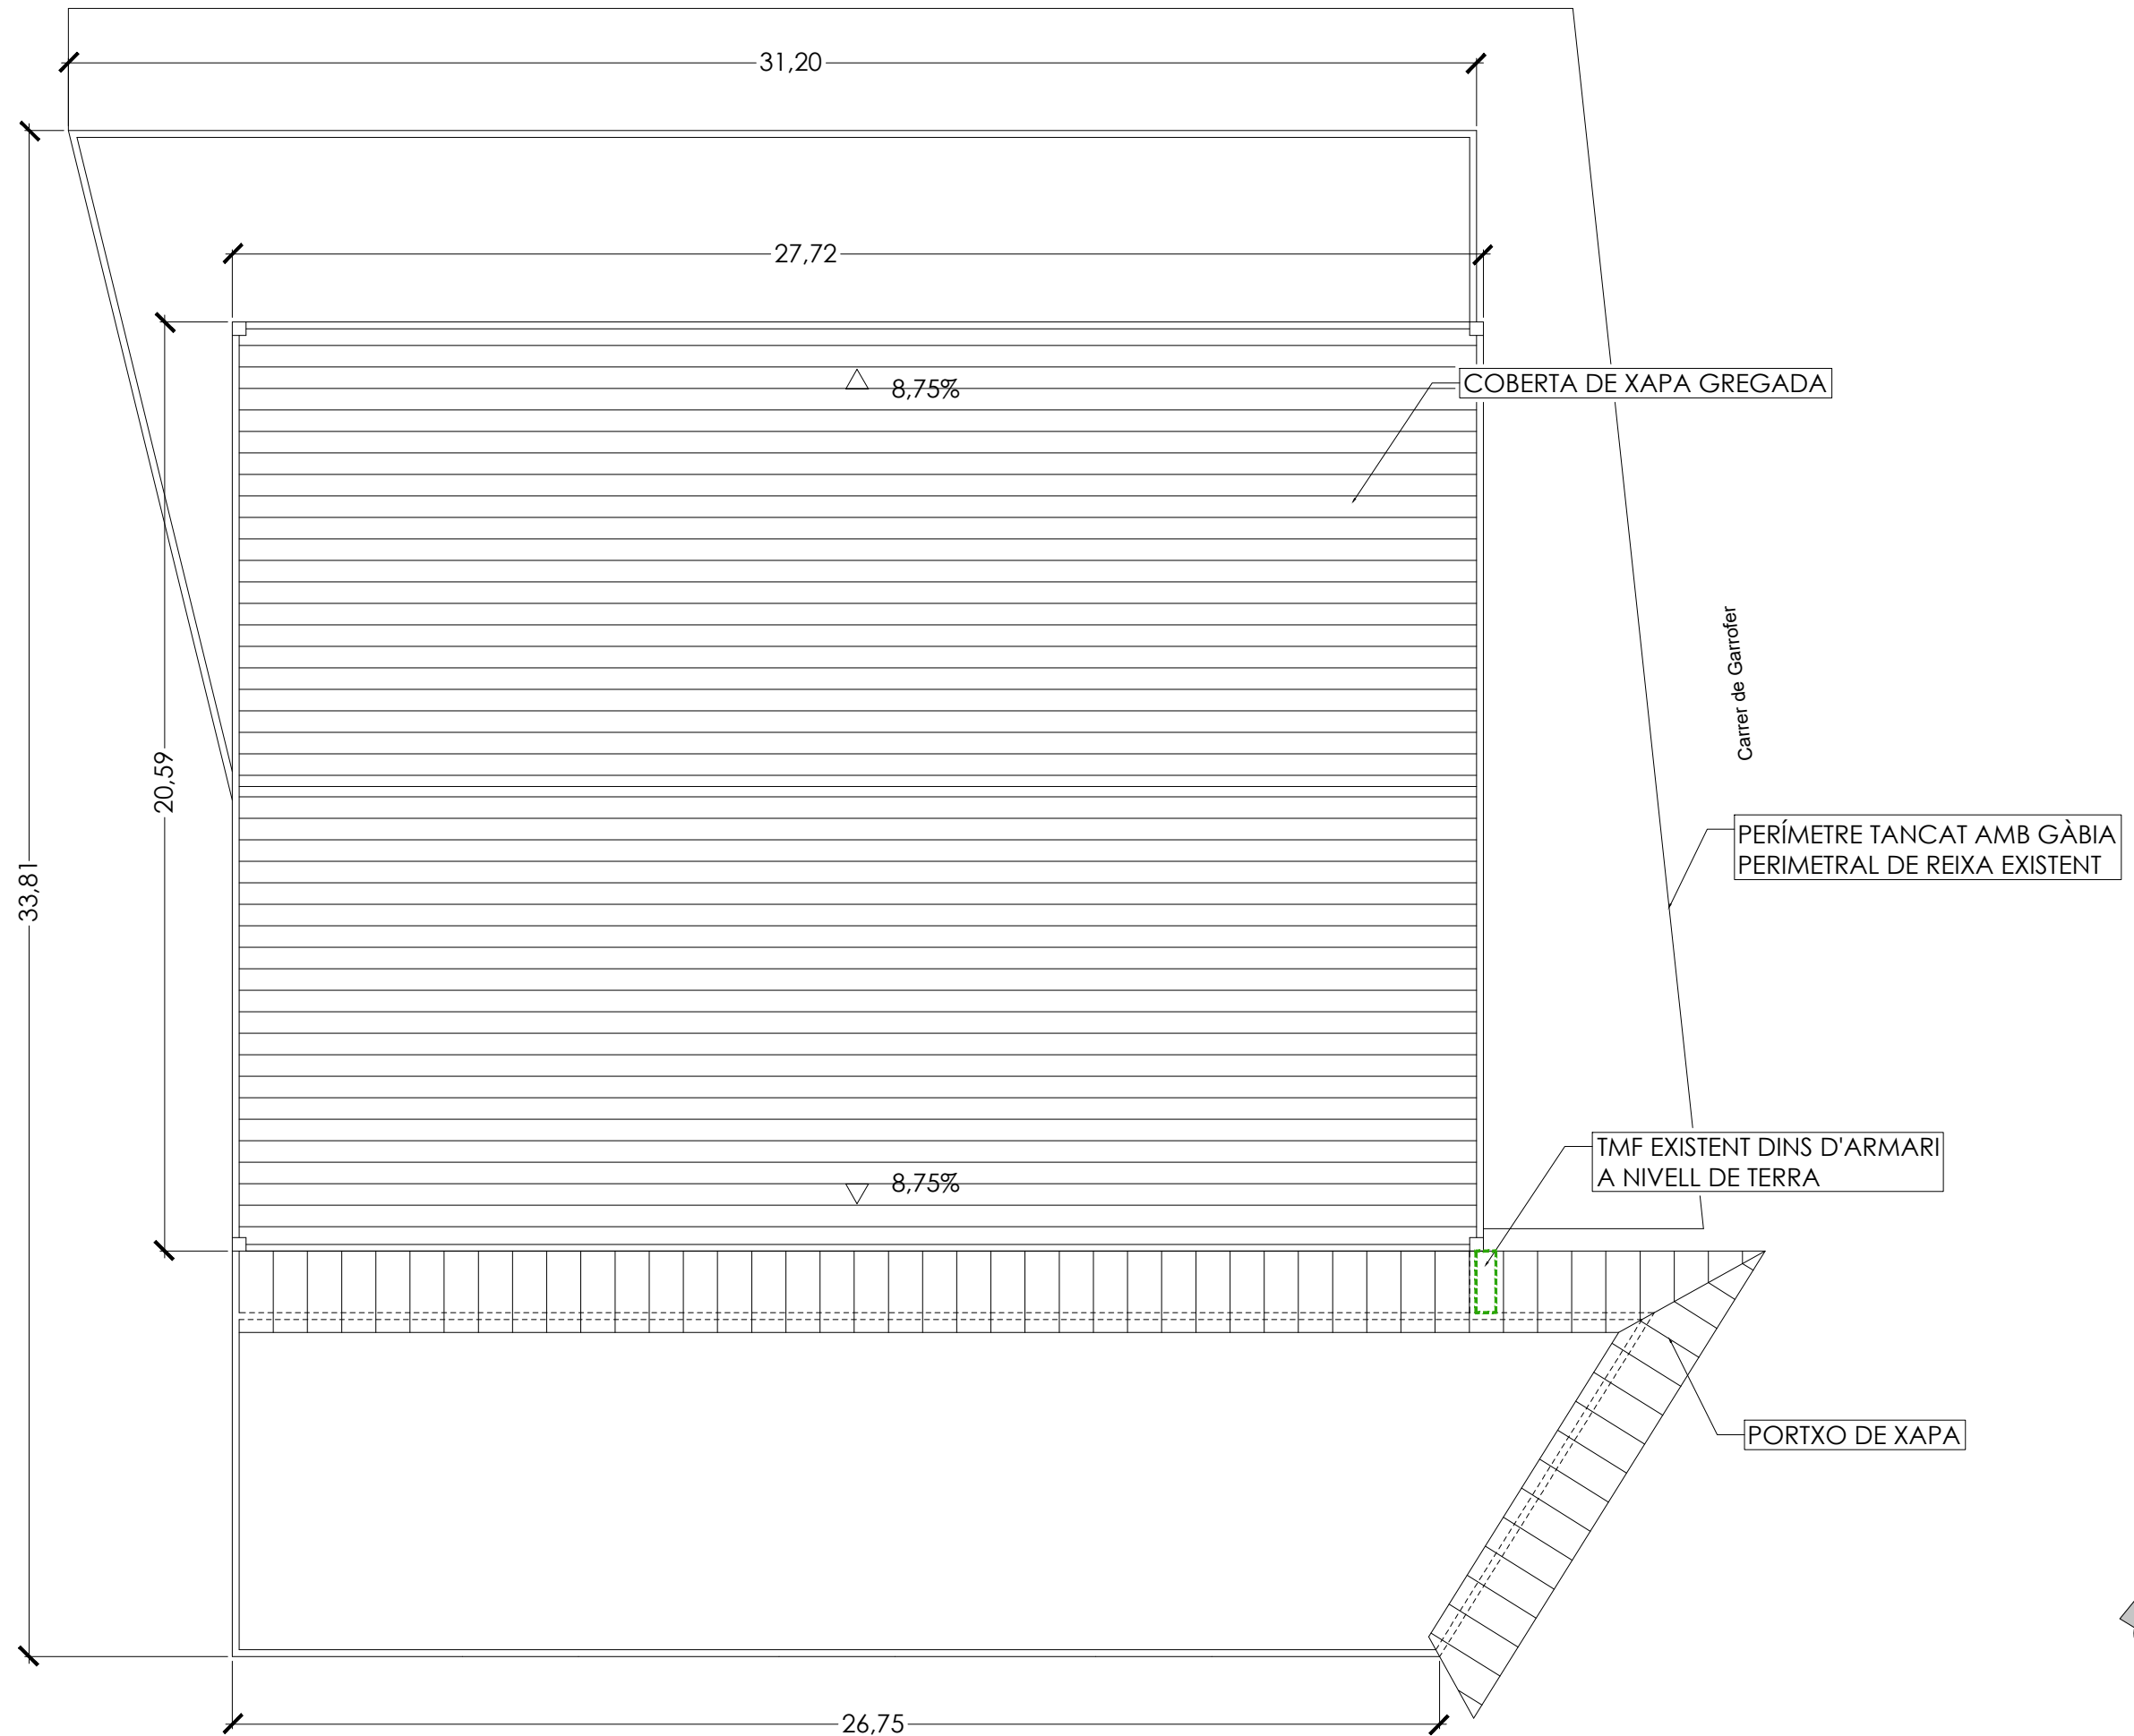 31,20
27,72
8,75%
COBERTA DE XAPA GREGADA
Carrer de Garrofer
20,59
PERÍMETRE TANCAT AMB GÀBIA
PERIMETRAL DE REIXA EXISTENT
33,81
TMF EXISTENT DINS D'ARMARI
A NIVELL DE TERRA
8,75%
PORTXO DE XAPA
26,75